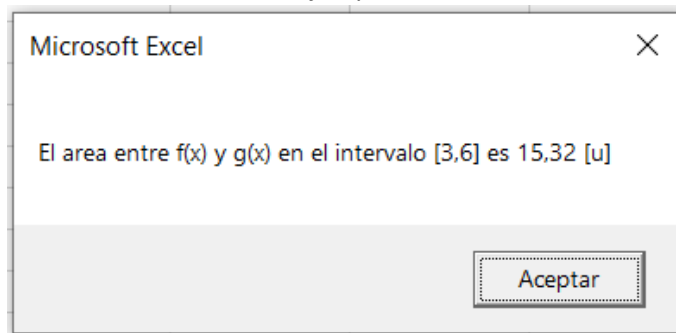 Microsoft Excel
El area entre f(x) y g(x) en el intervalo [3,6] es 15,32 [u]
Aceptar